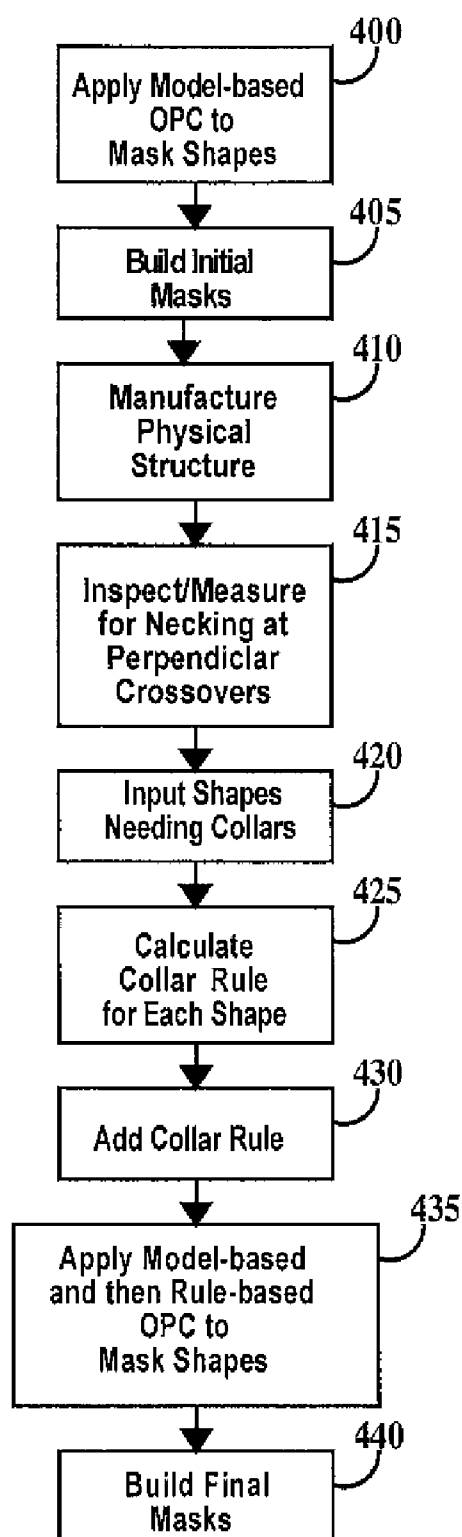 400
Apply Model-based
OPC to
Mask Shapes
405
Build Initial
Masks
410
Manufacture
Physical
Structure
415
Inspect/Measure
for Necking at
Perpendiclar
Crossovers
420
Input Shapes
Needing Collars
425
Calculate
Collar Rule
for Each Shape
430
Add Collar Rule
435
Apply Model-based
and then Rule-based
OPC to
Mask Shapes
440
Build Final
Masks